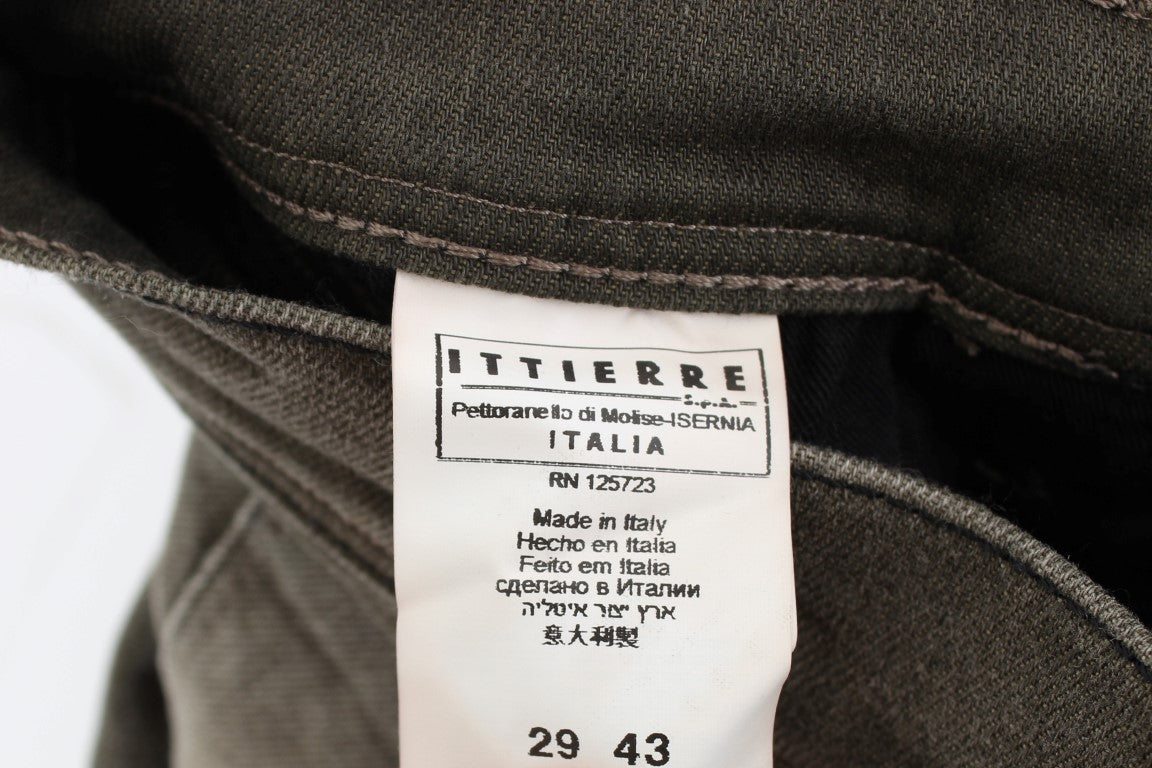 ITTIERRE
S.p.A.
Pettoranello di Molise-ISERNIA
ITALIA
RN 125723
Made in Italy
Hecho en Italia
Feito em Italia
сделано в Италии
ארץ ייצור איטליה
意大利製
29 43